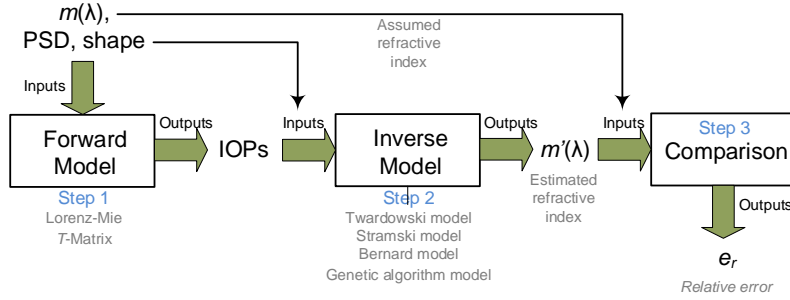 m(λ),
PSD, shape
Assumed
refractive
index
Inputs
Forward
Model
Step 1
Lorenz-Mie
T-Matrix
Outputs
IOPs
Inputs
Inverse
Model
Step 2
Twardowski model
Stramski model
Bernard model
Genetic algorithm model
Outputs
m'(λ)
Estimated
refractive
index
Inputs
Step 3
Comparison
Outputs
er
Relative error